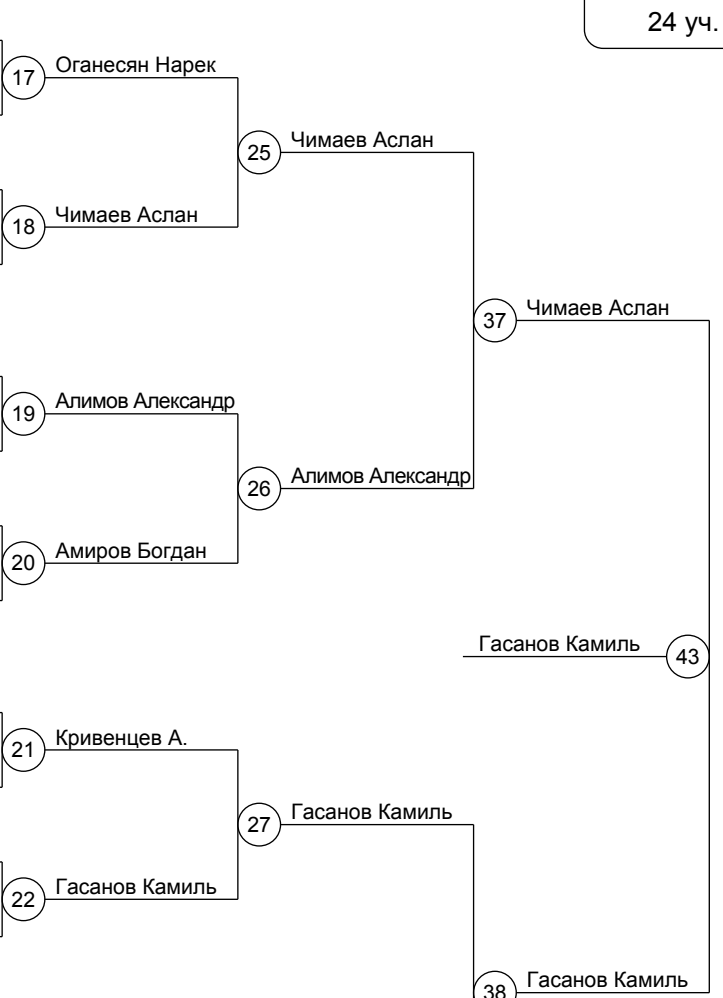 24 уч.
17 Оганесян Нарек
25 Чимаев Аслан
18 Чимаев Аслан
37 Чимаев Аслан
19 Алимов Александр
26 Алимов Александр
20 Амиров Богдан
Гасанов Камиль 43
21 Кривенцев А.
27 Гасанов Камиль
22 Гасанов Камиль
38 Гасанов Камиль